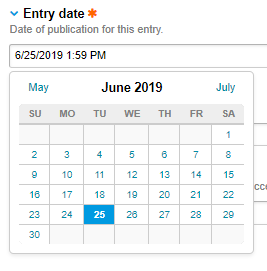 Entry date *
Date of publication for this entry.
6/25/2019 1:59 PM
May June 2019 July
SU MO TU WE TH FR SA
1
2 3 4 5 6 7 8
9 10 11 12 13 14 15
16 17 18 19 20 21 22
23 24 25 26 27 28 29
30